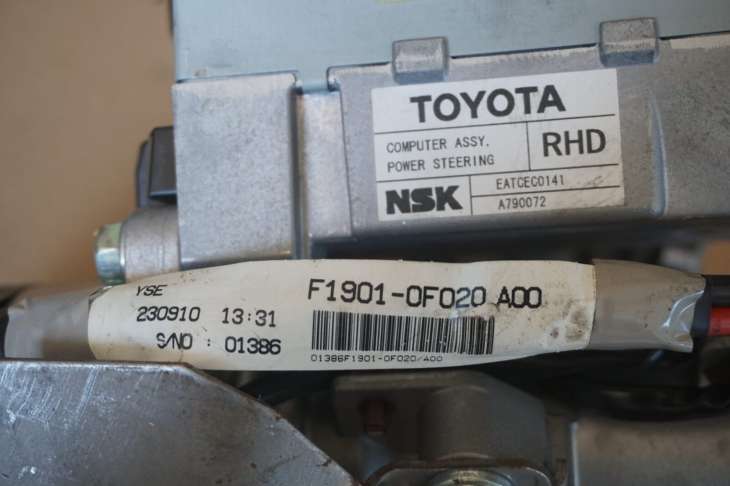 TOYOTA
COMPUTER ASSY.
POWER STEERING
RHD
NSK
EATCEC0141
A790072
YSE
F1901-0F020 A00
230910 13:31
S/NO : 01386
01386F1901-0F020/A00